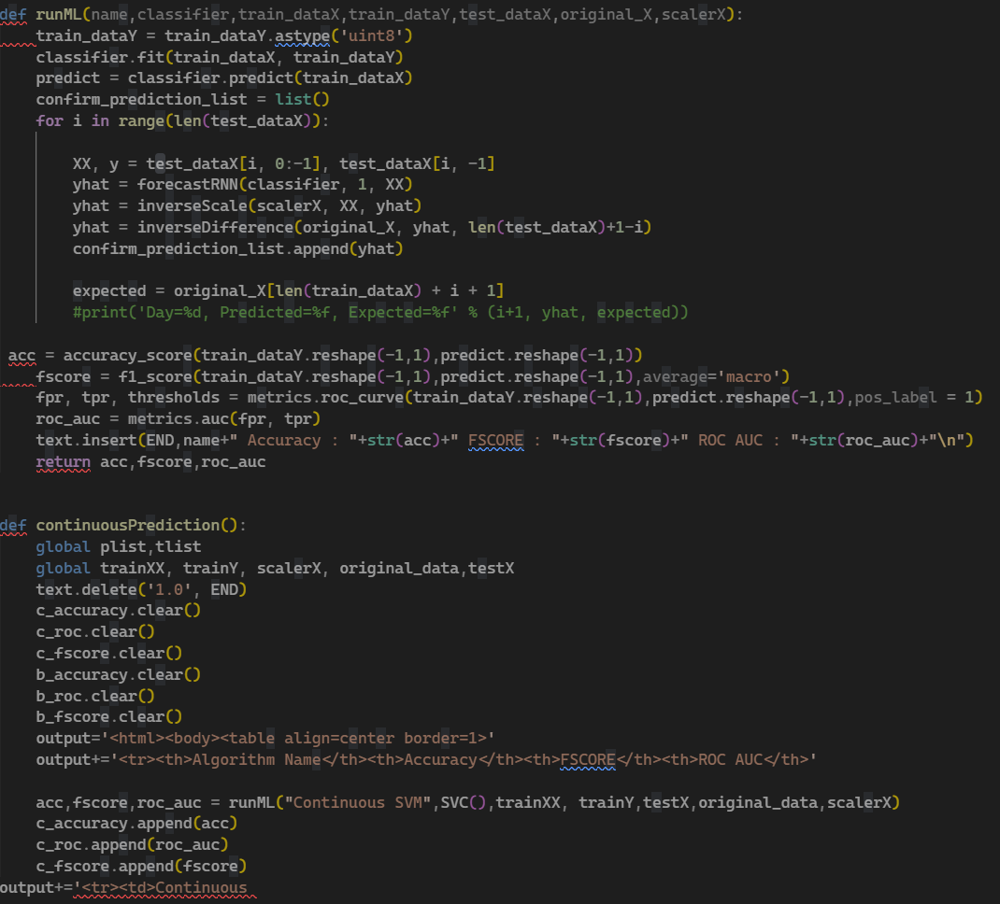 def runML(name,classifier,train_dataX,train_dataY,test_dataX,original_X,scalerX):
    train_dataY = train_dataY.astype('uint8')
    classifier.fit(train_dataX, train_dataY)
    predict = classifier.predict(train_dataX)
    confirm_prediction_list = list()
    for i in range(len(test_dataX)):
        XX, y = test_dataX[i, 0:-1], test_dataX[i, -1]
        yhat = forecastRNN(classifier, 1, XX)
        yhat = inverseScale(scalerX, XX, yhat)
        yhat = inverseDifference(original_X, yhat, len(test_dataX)+1-i)
        confirm_prediction_list.append(yhat)
        expected = original_X[len(train_dataX) + i + 1]
        #print('Day=%d, Predicted=%f, Expected=%f' % (i+1, yhat, expected))
 acc = accuracy_score(train_dataY.reshape(-1,1),predict.reshape(-1,1))
    fscore = f1_score(train_dataY.reshape(-1,1),predict.reshape(-1,1),average='macro')
    fpr, tpr, thresholds = metrics.roc_curve(train_dataY.reshape(-1,1),predict.reshape(-1,1),pos_label = 1)
    roc_auc = metrics.auc(fpr, tpr)
    text.insert(END,name+" Accuracy : "+str(acc)+" FSCORE : "+str(fscore)+" ROC AUC : "+str(roc_auc)+"\n")
    return acc,fscore,roc_auc
def continuousPrediction():
    global plist,tlist
    global trainXX, trainY, scalerX, original_data,testX
    text.delete('1.0', END)
    c_accuracy.clear()
    c_roc.clear()
    c_fscore.clear()
    b_accuracy.clear()
    b_roc.clear()
    b_fscore.clear()
    output='<html><body><table align=center border=1>'
    output+='<tr><th>Algorithm Name</th><th>Accuracy</th><th>FSCORE</th><th>ROC AUC</th>'
    acc,fscore,roc_auc = runML("Continuous SVM",SVC(),trainXX, trainY,testX,original_data,scalerX)
    c_accuracy.append(acc)
    c_roc.append(roc_auc)
    c_fscore.append(fscore)
output+='<tr><td>Continuous